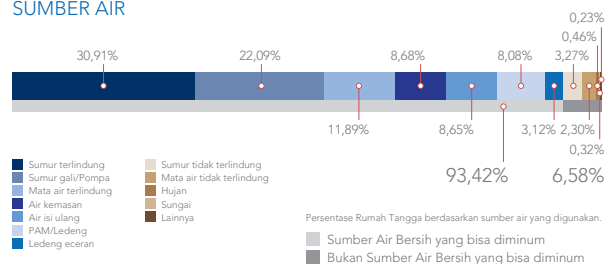 SUMBER AIR
0,23%
0,46%
30,91% 22,09% 8,68% 8,08% 3,27%
11,89% 8,65% 3,12% 2,30%
0,32%
93,42% 6,58%
Sumur terlindung
Sumur gali/Pompa
Mata air terlindung
Air kemasan
Air isi ulang
PAM/Ledeng
Ledeng eceran
Sumur tidak terlindung
Mata air tidak terlindung
Hujan
Sungai
Lainnya
Persentase Rumah Tangga berdasarkan sumber air yang digunakan.
Sumber Air Bersih yang bisa diminum
Bukan Sumber Air Bersih yang bisa diminum